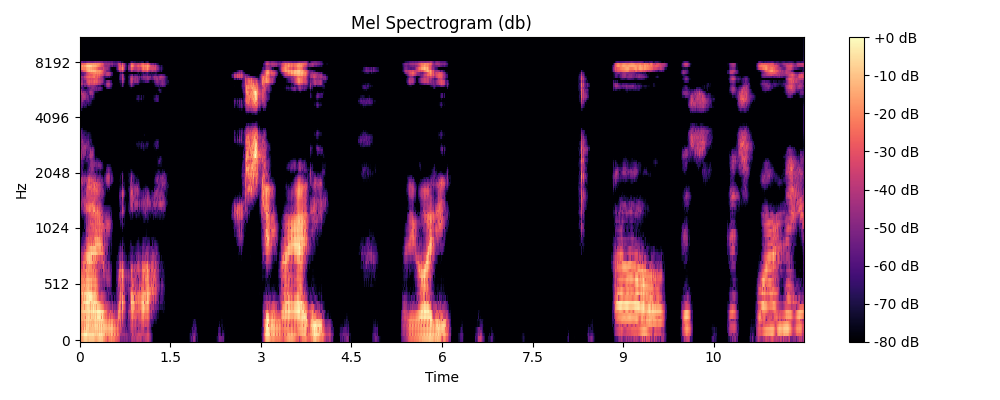 Mel Spectrogram (db)
8192
4096
2048
1024
512
0
Hz
0 1.5 3 4.5 6 7.5 9 10
Time
+0 dB
-10 dB
-20 dB
-30 dB
-40 dB
-50 dB
-60 dB
-70 dB
-80 dB